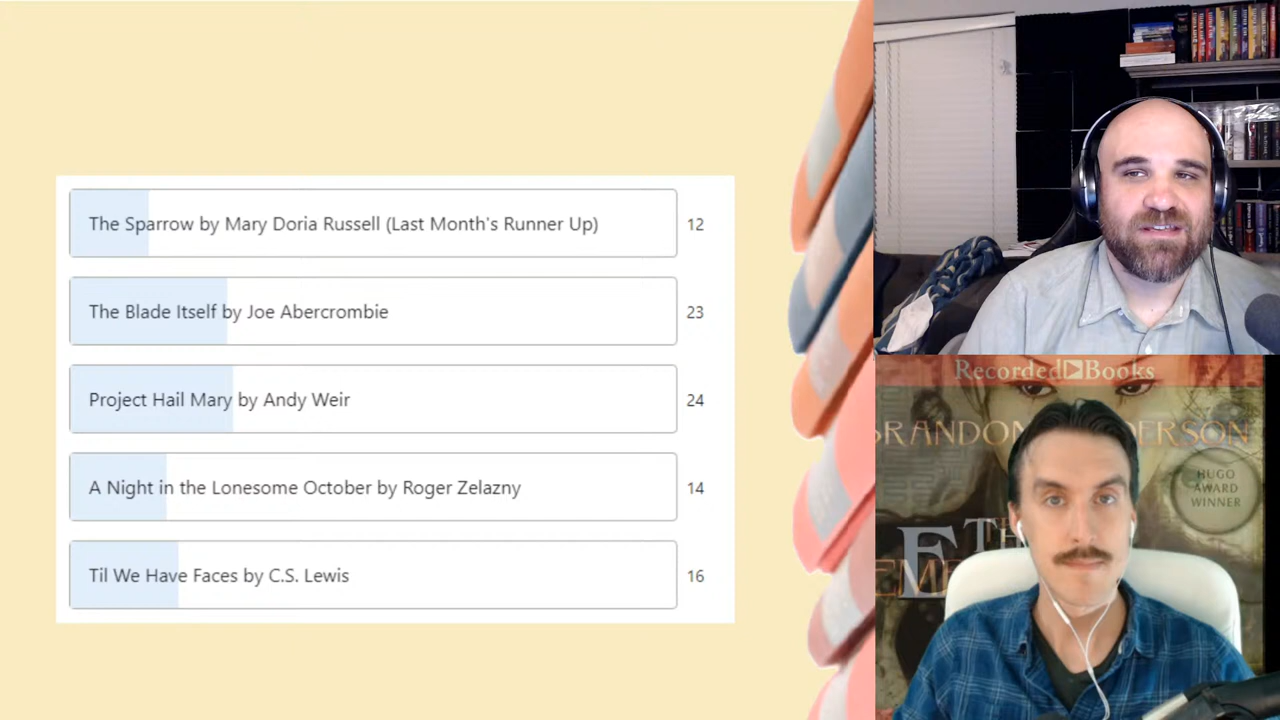 The Sparrow by Mary Doria Russell (Last Month's Runner Up) 12
The Blade Itself by Joe Abercrombie 23
Project Hail Mary by Andy Weir 24
A Night in the Lonesome October by Roger Zelazny 14
Til We Have Faces by C.S. Lewis 16
Recorded Books
HUGO
AWARD
WINNER